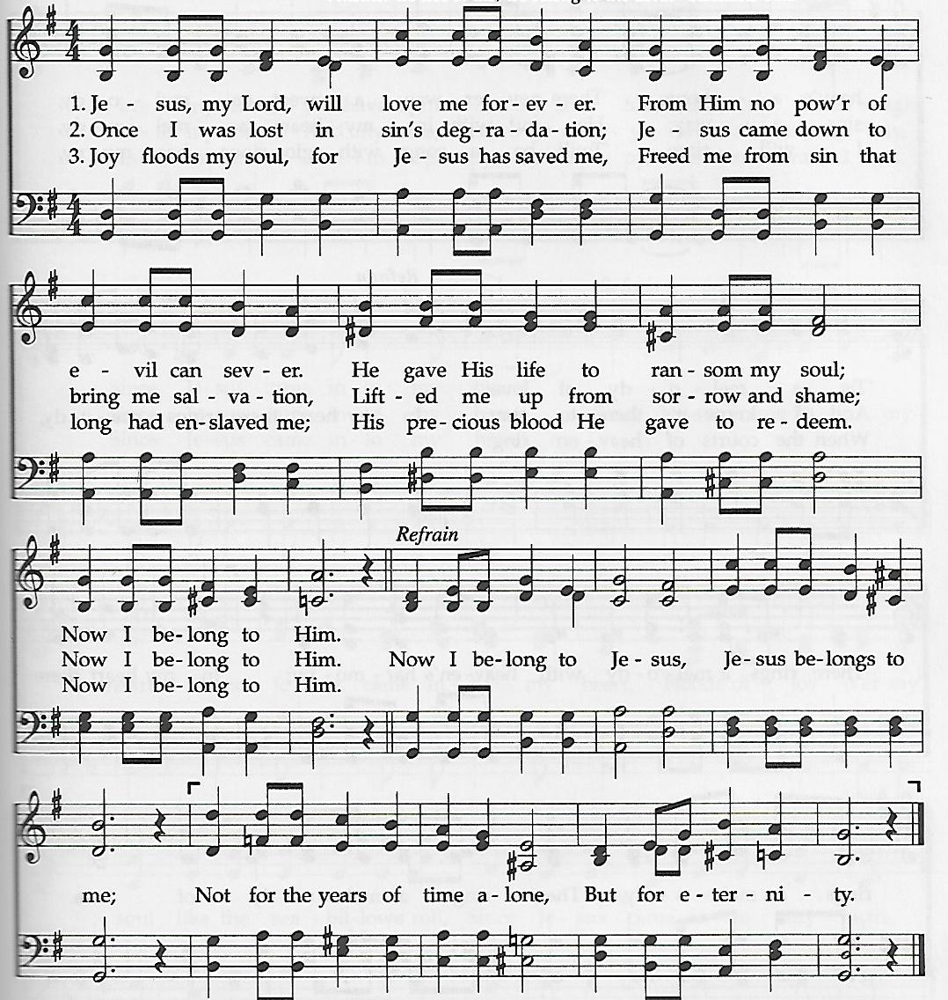 1. Je - sus, my Lord, will love me for - ev - er. From Him no pow'r of
2. Once I was lost in sin's deg - ra - da - tion; Je - sus came down to
3. Joy floods my soul, for Je - sus has saved me, Freed me from sin that
e - vil can sev - er. He gave His life to ran - som my soul;
bring me sal - va - tion, Lift - ed me up from sor - row and shame;
long had en - slaved me; His pre - cious blood He gave to re - deem.
Refrain
Now I be - long to Him.
Now I be - long to Him. Now I be - long to Je - sus, Je - sus be - longs to
Now I be - long to Him.
me; Not for the years of time a - lone, But for e - ter - ni - ty.